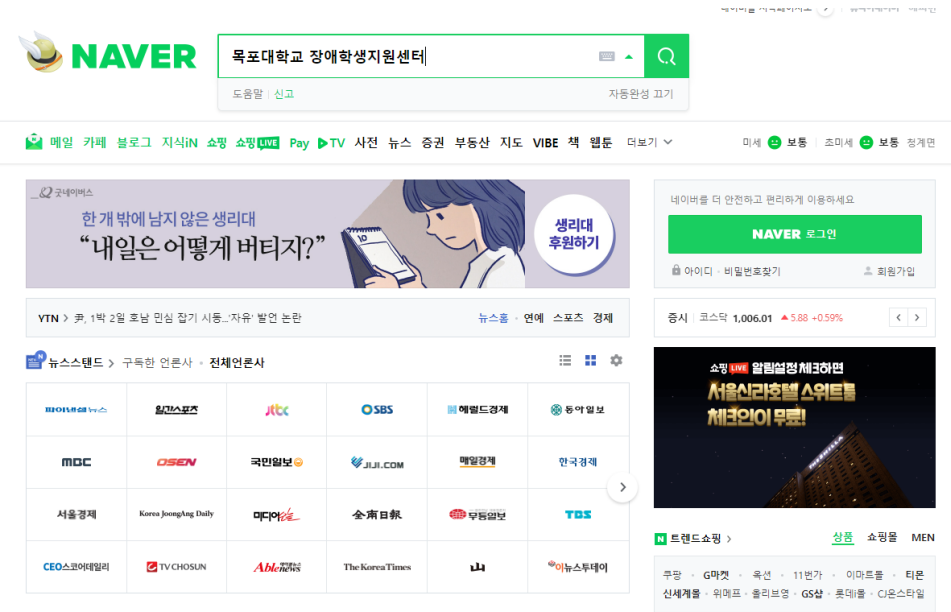 NAVER
목포대학교 장애학생지원센터
도움말 신고 자동완성 끄기
메일 카페 블로그 지식iN 쇼핑 쇼핑LIVE Pay TV 사전 뉴스 증권 부동산 지도 VIBE 책 웹툰 더보기
미세 보통 초미세 보통 정계면
굿네이버스
한 개 밖에 남지 않은 생리대
“내일은 어떻게 버티지?”
생리대
후원하기
네이버를 더 안전하고 편리하게 이용하세요
NAVER 로그인
아이디 · 비밀번호찾기 회원가입
YTN > 尹, 1박 2일 호남 민심 잡기 시동...'자유' 발언 논란
뉴스홈 · 연예 스포츠 경제
증시 코스닥 1,006.01 ▲ 5.88 +0.59%
뉴스스탠드 > 구독한 언론사 · 전체언론사
파이낸셜뉴스 일간스포츠 jtbc SBS 헤럴드경제 동아일보
MBC OSEN 국민일보 JIJI.COM 매일경제 한국경제
서울경제 Korea JoongAng Daily 미디어오늘 全南日報 무등일보 TBS
CEO스코어데일리 TV CHOSUN Ablenews The Korea Times 이뉴스투데이
쇼핑LIVE 알림설정 체크하면
서울신라호텔 스위트룸
체크인이 무료!
트렌드쇼핑 > 상품 쇼핑몰 MEN
쿠팡 · G마켓 · 옥션 · 11번가 · 이마트몰 · 티몬
신세계몰 · 위메프 · 올리브영 · GS샵 · 롯데i몰 · CJ온스타일